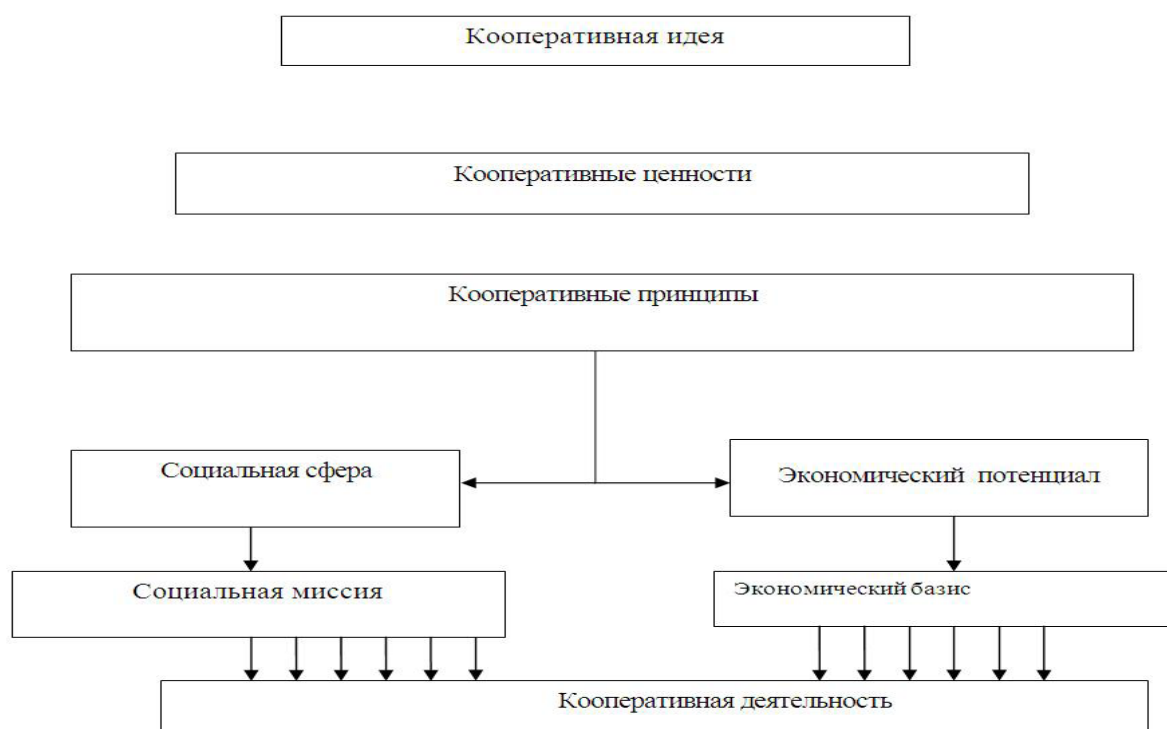 Кооперативная идея
Кооперативные ценности
Кооперативные принципы
Социальная сфера
Экономический потенциал
Социальная миссия
Экономический базис
Кооперативная деятельность